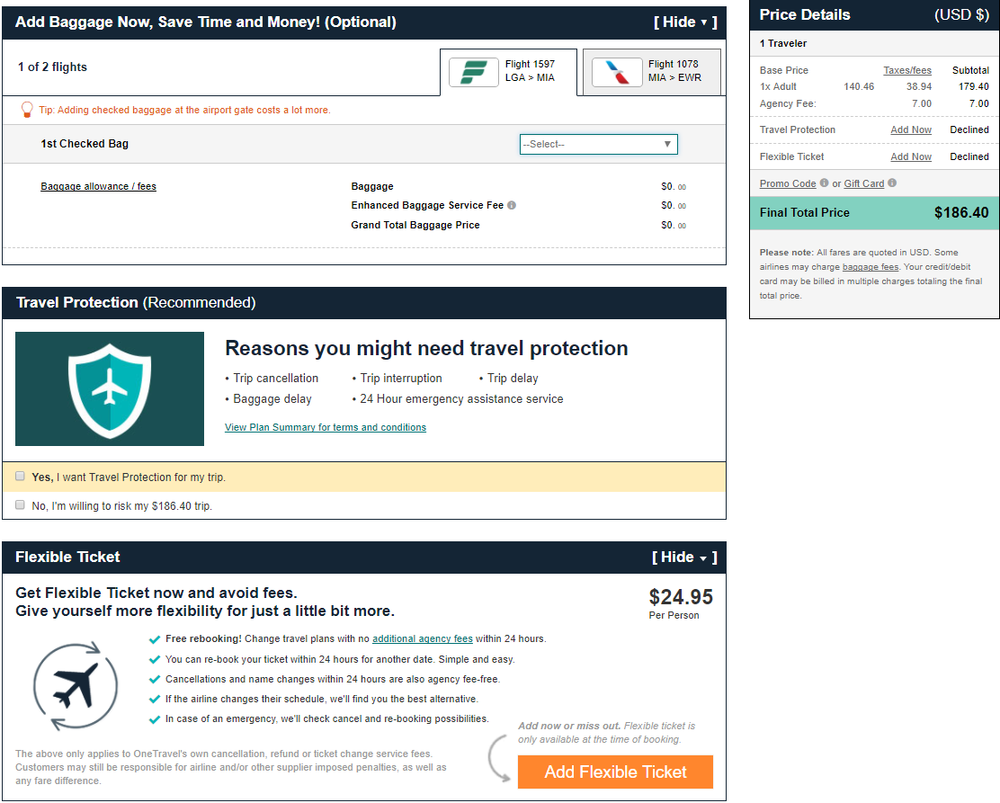 Add Baggage Now, Save Time and Money! (Optional) [ Hide ▾ ]
1 of 2 flights
Flight 1597
LGA > MIA
Flight 1078
MIA > EWR
Tip: Adding checked baggage at the airport gate costs a lot more.
1st Checked Bag --Select--
Baggage allowance / fees Baggage $0. 00
Enhanced Baggage Service Fee $0. 00
Grand Total Baggage Price $0. 00
Travel Protection (Recommended)
Reasons you might need travel protection
• Trip cancellation • Trip interruption • Trip delay
• Baggage delay • 24 Hour emergency assistance service
View Plan Summary for terms and conditions
Yes, I want Travel Protection for my trip.
No, I'm willing to risk my $186.40 trip.
Flexible Ticket [ Hide ▾ ]
Get Flexible Ticket now and avoid fees.
Give yourself more flexibility for just a little bit more.
$24.95
Per Person
Free rebooking! Change travel plans with no additional agency fees within 24 hours.
You can re-book your ticket within 24 hours for another date. Simple and easy.
Cancellations and name changes within 24 hours are also agency fee-free.
If the airline changes their schedule, we'll find you the best alternative.
In case of an emergency, we'll check cancel and re-booking possibilities.
The above only applies to OneTravel's own cancellation, refund or ticket change service fees.
Customers may still be responsible for airline and/or other supplier imposed penalties, as well as
any fare difference.
Add now or miss out. Flexible ticket is
only available at the time of booking.
Add Flexible Ticket
Price Details (USD $)
1 Traveler
Base Price Taxes/fees Subtotal
1x Adult 140.46 38.94 179.40
Agency Fee: 7.00 7.00
Travel Protection Add Now Declined
Flexible Ticket Add Now Declined
Promo Code or Gift Card
Final Total Price $186.40
Please note: All fares are quoted in USD. Some
airlines may charge baggage fees. Your credit/debit
card may be billed in multiple charges totaling the final
total price.